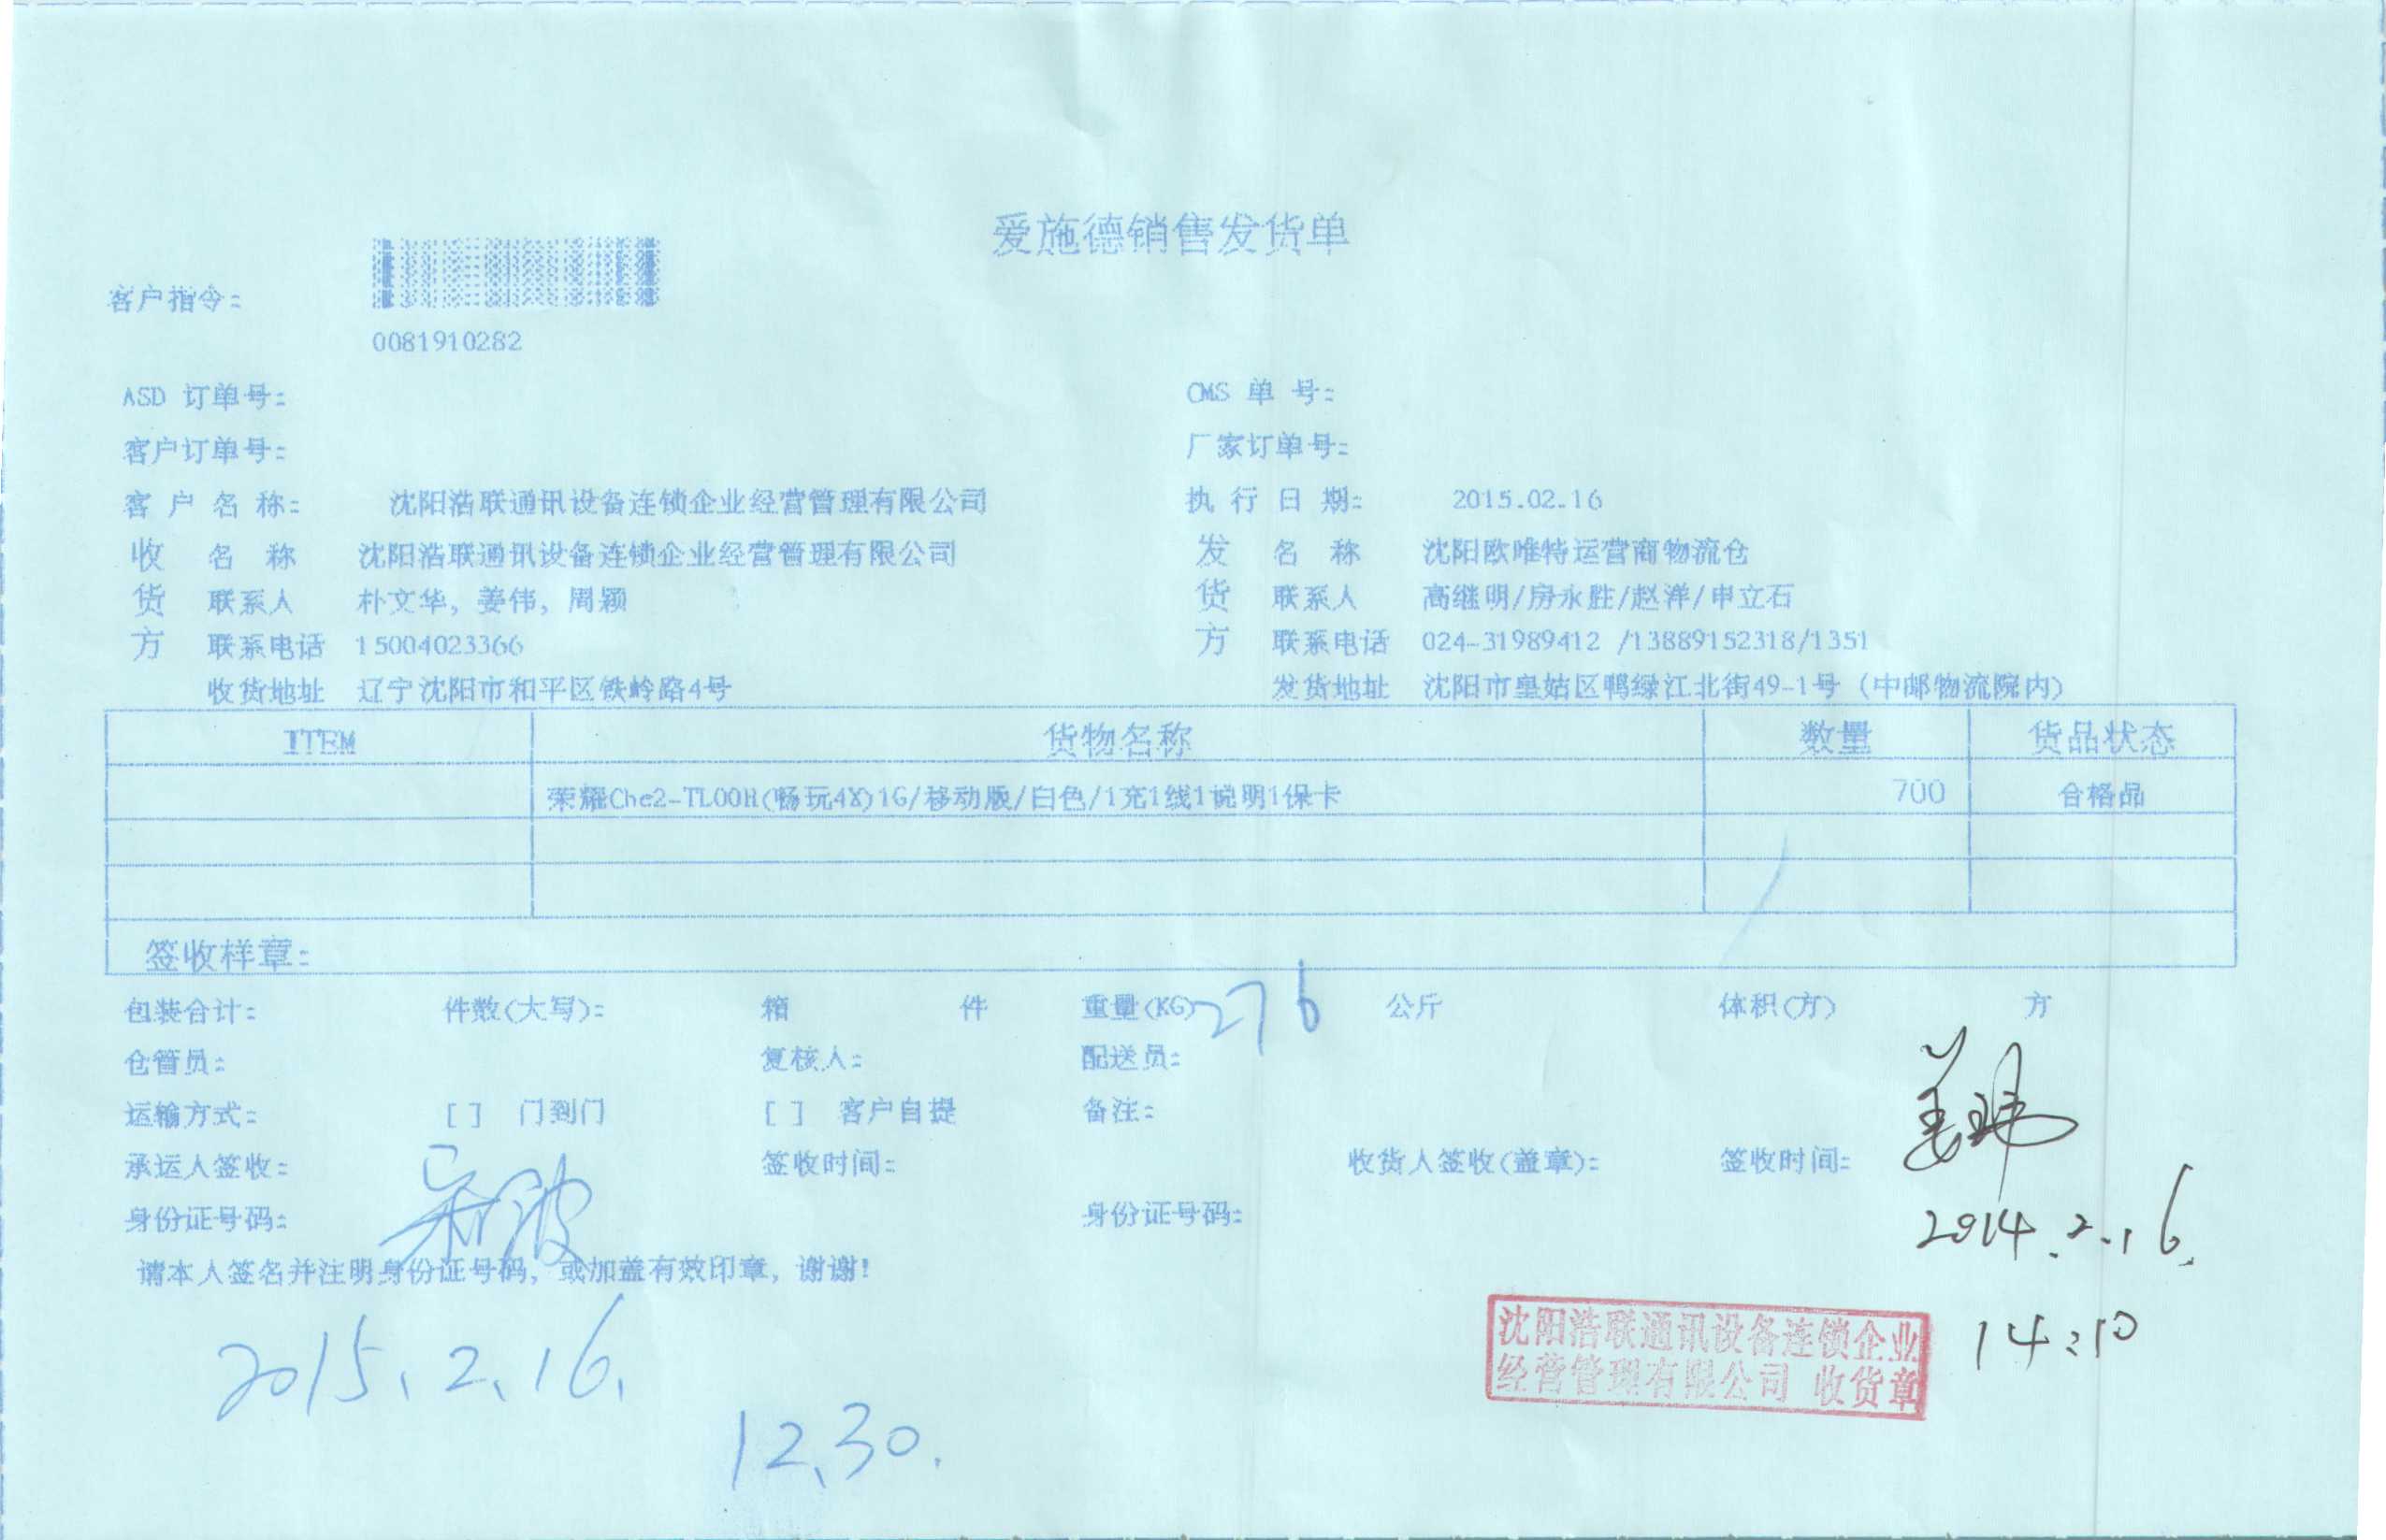 爱施德销售发货单
客户指令：
0081910282
ASD 订单号： CMS 单 号：
客户订单号： 厂家订单号：
客 户 名 称： 沈阳浩联通讯设备连锁企业经营管理有限公司 执 行 日 期： 2015.02.16
收 名 称 沈阳浩联通讯设备连锁企业经营管理有限公司 发 名 称 沈阳欧唯特运营商物流仓
货 联系人 朴文华，姜伟，周颖 货 联系人 高继明/房永胜/赵洋/申立石
方 联系电话 15004023366 方 联系电话 024-31989412 /13889152318/1351
收货地址 辽宁沈阳市和平区铁岭路4号 发货地址 沈阳市皇姑区鸭绿江北街49-1号（中邮物流院内）
ITEM 货物名称 数量 货品状态
荣耀Che2-TL00H(畅玩4X)1G/移动版/白色/1充1线1说明1保卡 700 合格品
签收样章：
包装合计： 件数(大写)： 箱 件 重量(KG) 276 公斤 体积(方) 方
仓管员： 复核人： 配送员：
运输方式： [ ] 门到门 [ ] 客户自提 备注：
承运人签收： 签收时间： 收货人签收(盖章)： 签收时间：
身份证号码： 身份证号码：
2014.2.16.
请本人签名并注明身份证号码，或加盖有效印章，谢谢！
沈阳浩联通讯设备连锁企业
经营管理有限公司 收货章
14:10
2015.2.16.
12.30.